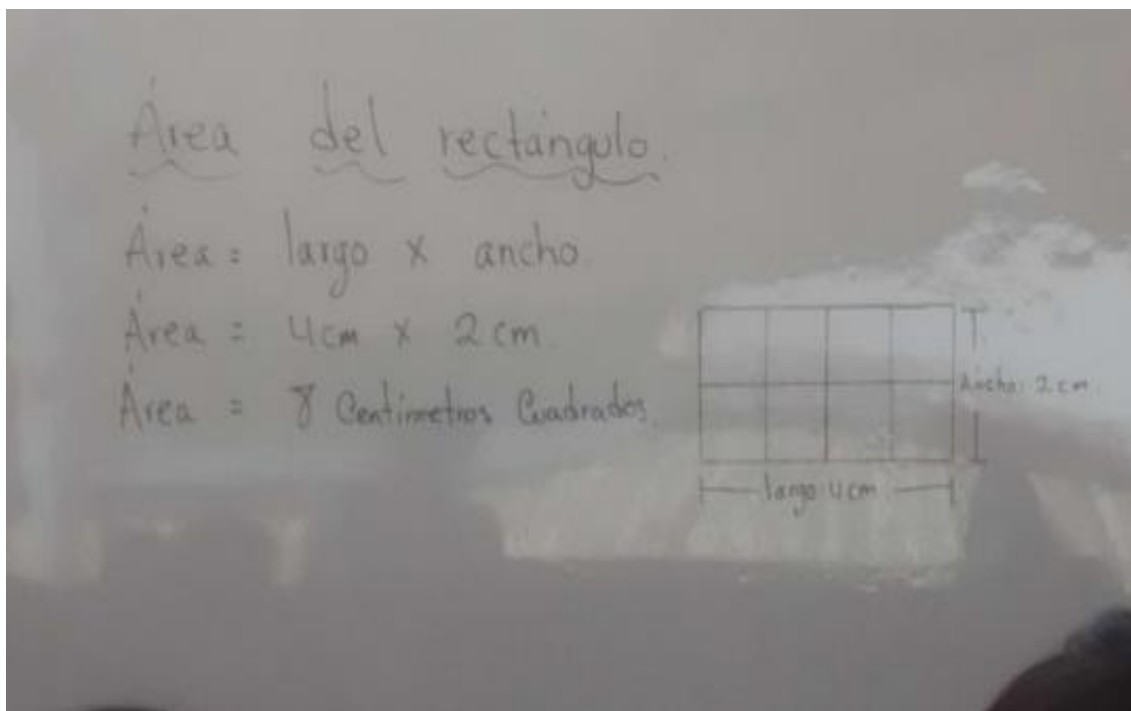 Área del rectángulo.
Área = largo x ancho
Área = 4cm x 2 cm.
Área = 8 Centimetros Cuadrados.
Ancho: 2 cm.
largo: 4 cm